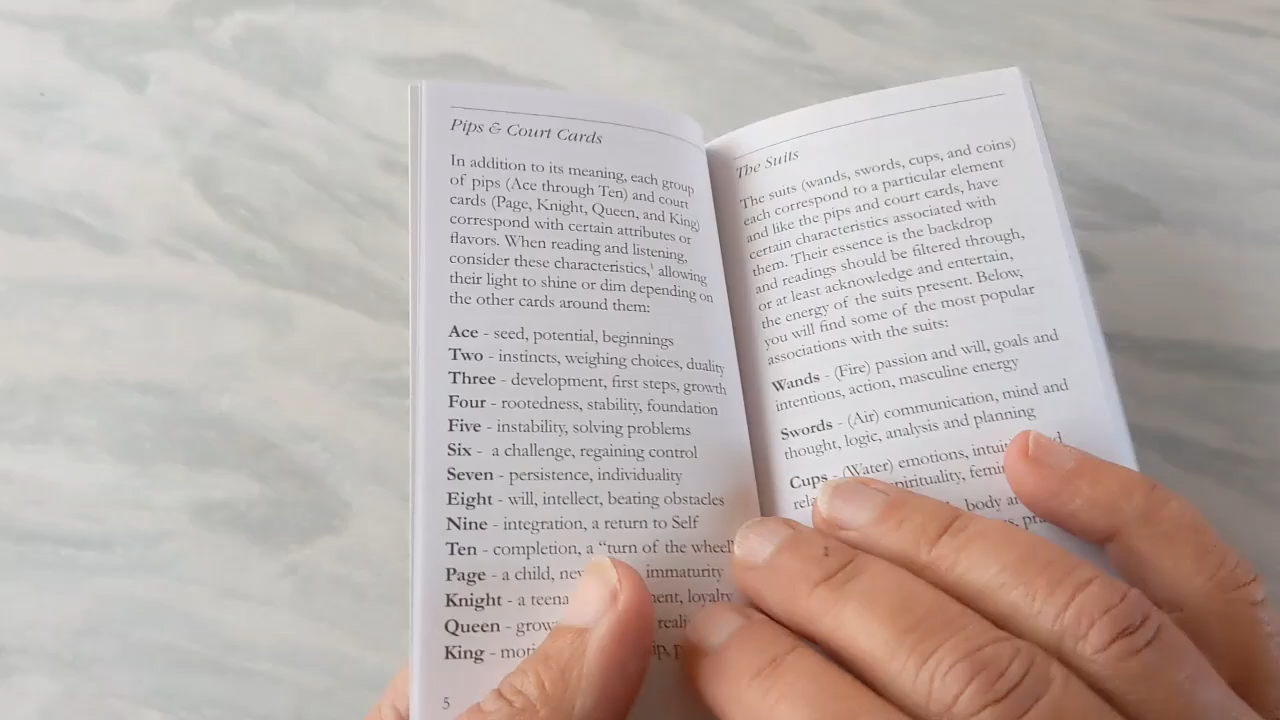 Pips & Court Cards
In addition to its meaning, each group
of pips (Ace through Ten) and court
cards (Page, Knight, Queen, and King)
correspond with certain attributes or
flavors. When reading and listening,
consider these characteristics,¹ allowing
their light to shine or dim depending on
the other cards around them:
Ace - seed, potential, beginnings
Two - instincts, weighing choices, duality
Three - development, first steps, growth
Four - rootedness, stability, foundation
Five - instability, solving problems
Six - a challenge, regaining control
Seven - persistence, individuality
Eight - will, intellect, beating obstacles
Nine - integration, a return to Self
Ten - completion, a “turn of the wheel”
Page - a child, immaturity
Knight - a loyalty
Queen -
King -
5
The Suits
The suits (wands, swords, cups, and coins)
each correspond to a particular element
and like the pips and court cards, have
certain characteristics associated with
them. Their essence is the backdrop
and readings should be filtered through,
or at least acknowledge and entertain,
the energy of the suits present. Below,
you will find some of the most popular
associations with the suits:
Wands - (Fire) passion and will, goals and
intentions, action, masculine energy
Swords - (Air) communication, mind and
thought, logic, analysis and planning
Cups - (Water) emotions,
body